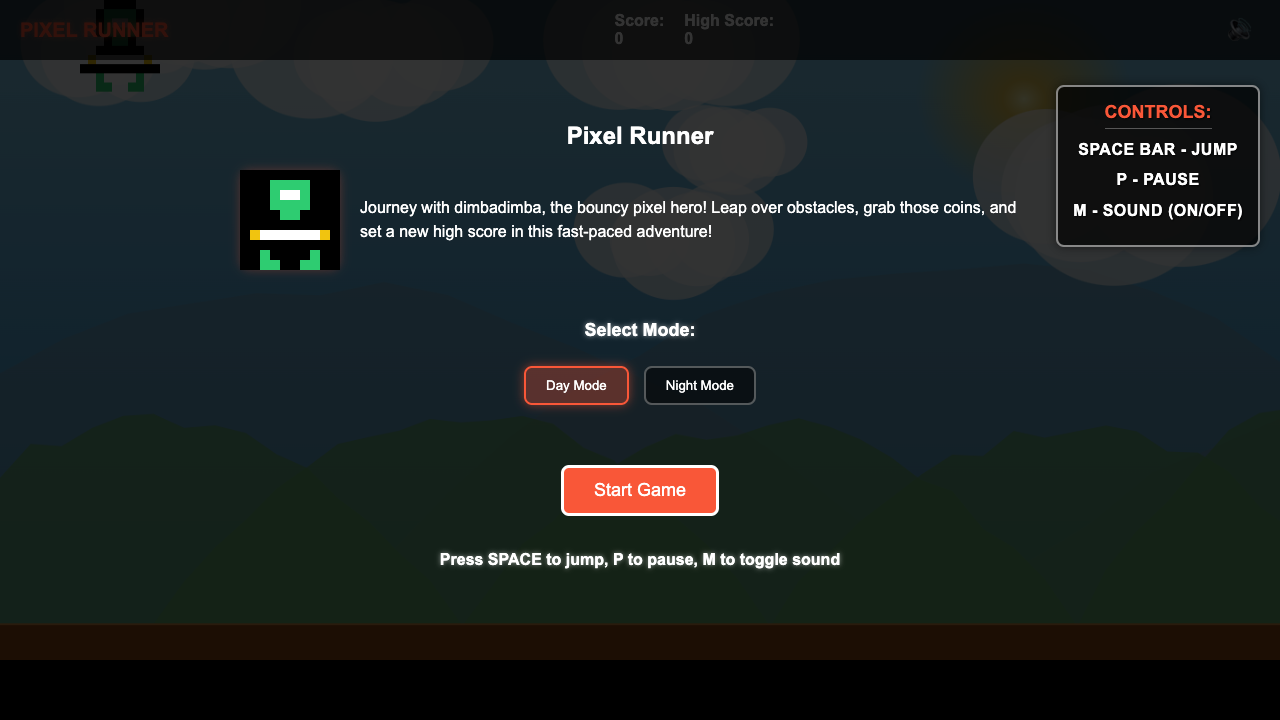 PIXEL RUNNER
Score:
0
High Score:
0
CONTROLS:
SPACE BAR - JUMP
P - PAUSE
M - SOUND (ON/OFF)
Pixel Runner
Journey with dimbadimba, the bouncy pixel hero! Leap over obstacles, grab those coins, and
set a new high score in this fast-paced adventure!
Select Mode:
Day Mode
Night Mode
Start Game
Press SPACE to jump, P to pause, M to toggle sound